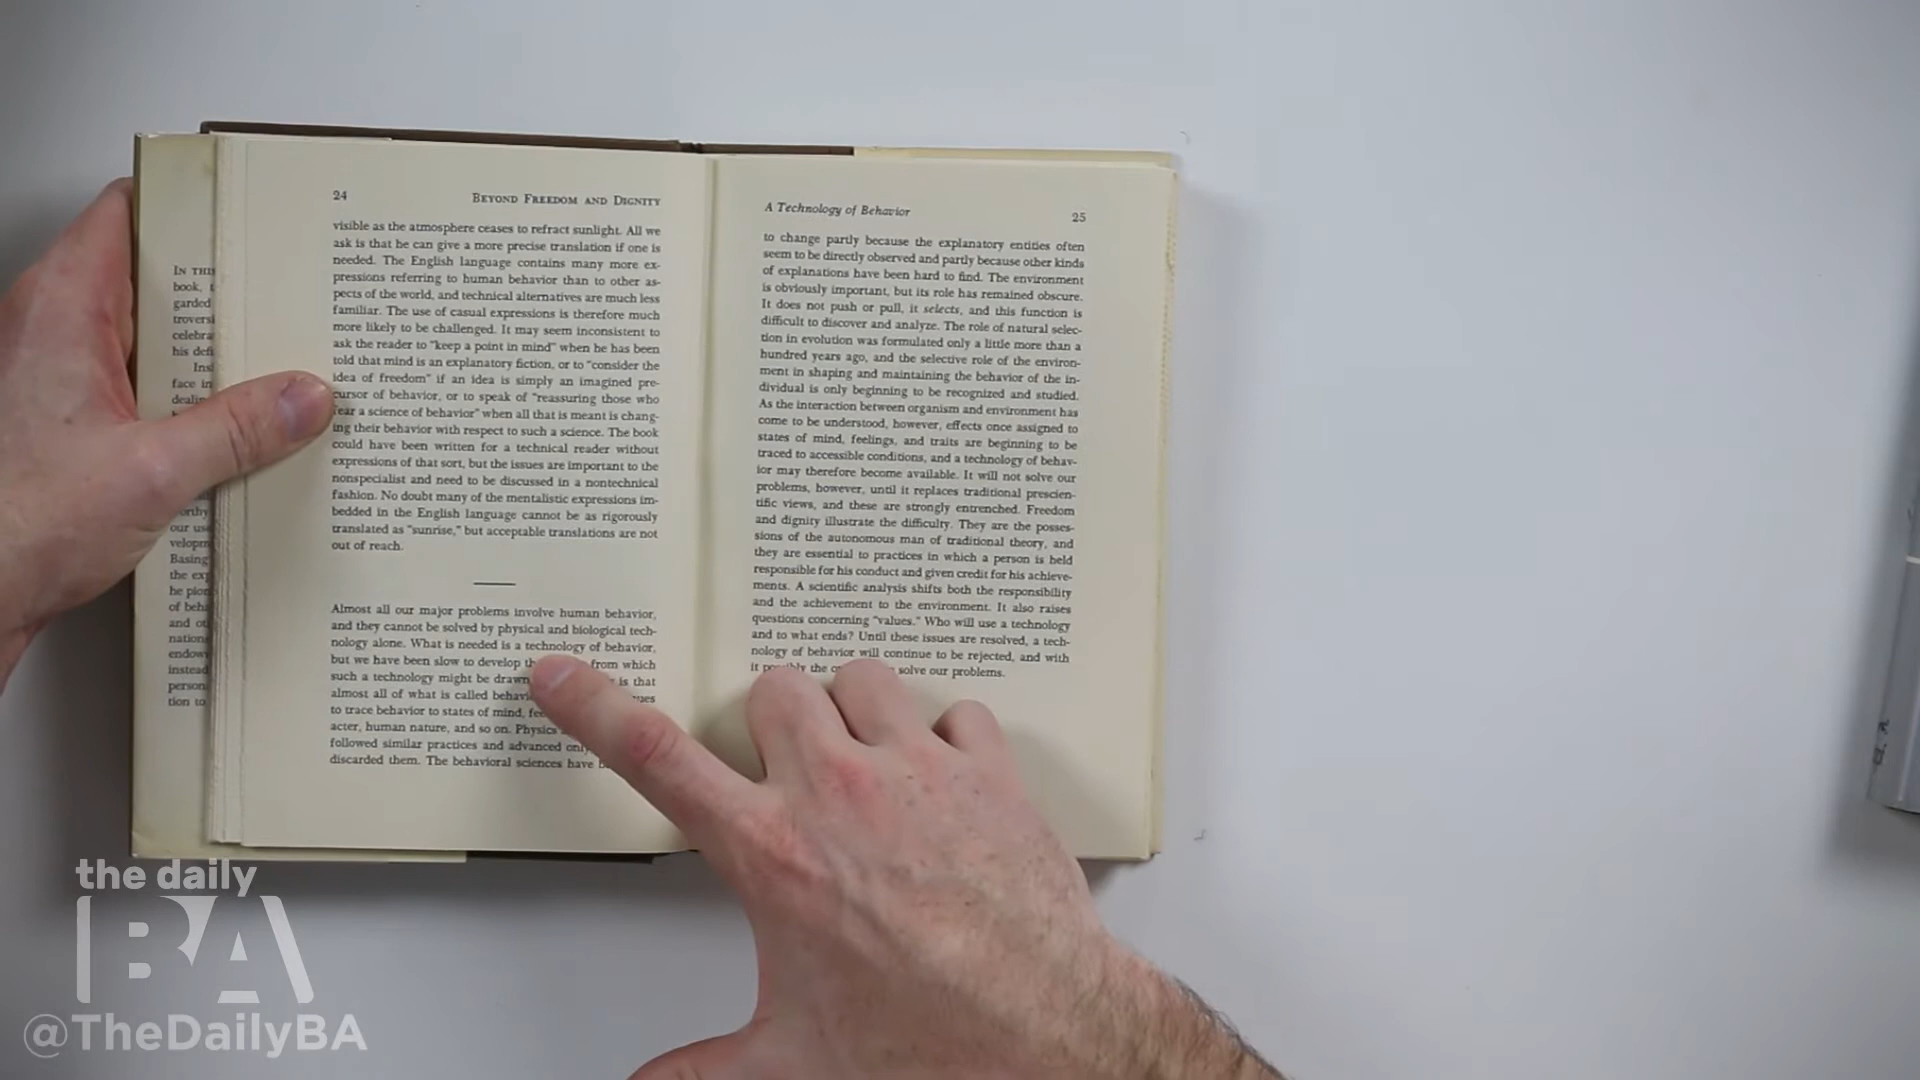 24
BEYOND FREEDOM AND DIGNITY
visible as the atmosphere ceases to refract sunlight. All we
ask is that he can give a more precise translation if one is
needed. The English language contains many more ex-
pressions referring to human behavior than to other as-
pects of the world, and technical alternatives are much less
familiar. The use of casual expressions is therefore much
more likely to be challenged. It may seem inconsistent to
ask the reader to "keep a point in mind" when he has been
told that mind is an explanatory fiction, or to "consider the
idea of freedom" if an idea is simply an imagined pre-
cursor of behavior, or to speak of "reassuring those who
fear a science of behavior" when all that is meant is chang-
ing their behavior with respect to such a science. The book
could have been written for a technical reader without
expressions of that sort, but the issues are important to the
nonspecialist and need to be discussed in a nontechnical
fashion. No doubt many of the mentalistic expressions im-
bedded in the English language cannot be as rigorously
translated as "sunrise," but acceptable translations are not
out of reach.
Almost all our major problems involve human behavior,
and they cannot be solved by physical and biological tech-
nology alone. What is needed is a technology of behavior,
but we have been slow to develop from which
such a technology might be drawn is that
almost all of what is called
to trace behavior to states of mind,
acter, human nature, and so on. Physics
followed similar practices and advanced only
discarded them. The behavioral sciences have
A Technology of Behavior
25
to change partly because the explanatory entities often
seem to be directly observed and partly because other kinds
of explanations have been hard to find. The environment
is obviously important, but its role has remained obscure.
It does not push or pull, it selects, and this function is
difficult to discover and analyze. The role of natural selec-
tion in evolution was formulated only a little more than a
hundred years ago, and the selective role of the environ-
ment in shaping and maintaining the behavior of the in-
dividual is only beginning to be recognized and studied.
As the interaction between organism and environment has
come to be understood, however, effects once assigned to
states of mind, feelings, and traits are beginning to be
traced to accessible conditions, and a technology of behav-
ior may therefore become available. It will not solve our
problems, however, until it replaces traditional prescien-
tific views, and these are strongly entrenched. Freedom
and dignity illustrate the difficulty. They are the posses-
sions of the autonomous man of traditional theory, and
they are essential to practices in which a person is held
responsible for his conduct and given credit for his achieve-
ments. A scientific analysis shifts both the responsibility
and the achievement to the environment. It also raises
questions concerning "values." Who will use a technology
and to what ends? Until these issues are resolved, a tech-
nology of behavior will continue to be rejected, and with
it possibly the solve our problems.
IN THIS
book,
garded
his
face in
our use
Basing
the
of
and
instead
person
tion to
the daily
BA
@TheDailyBA